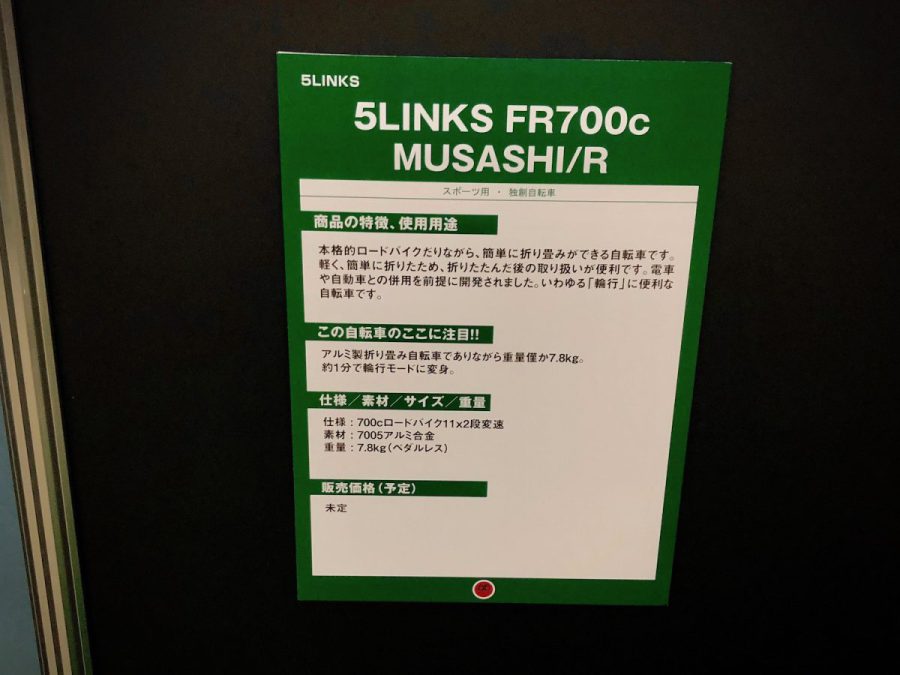 5LINKS
5LINKS FR700c
MUSASHI/R
スポーツ用 ・ 独創自転車
商品の特徴、使用用途
本格的ロードバイクだりながら、簡単に折り畳みができる自転車です。
軽く、簡単に折りたため、折りたたんだ後の取り扱いが便利です。電車
や自動車との併用を前提に開発されました。いわゆる「輪行」に便利な
自転車です。
この自転車のここに注目!!
アルミ製折り畳み自転車でありながら重量僅か7.8kg。
約1分で輪行モードに変身。
仕様／素材／サイズ／重量
仕様：700cロードバイク11x2段変速
素材：7005アルミ合金
重量：7.8kg(ペダルレス)
販売価格(予定)
未定